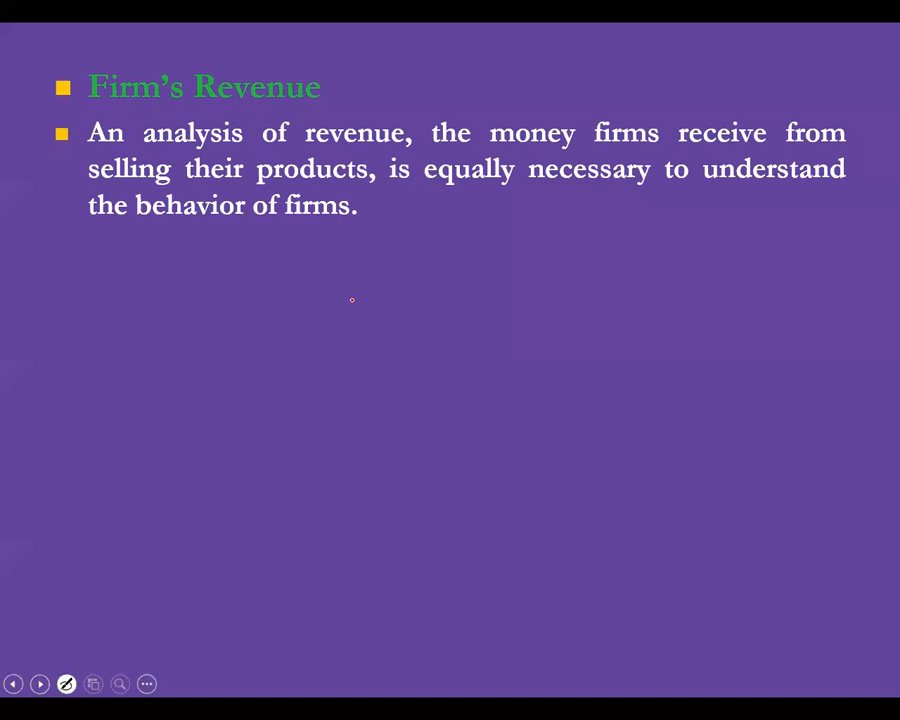 Firm’s Revenue
An analysis of revenue, the money firms receive from
selling their products, is equally necessary to understand
the behavior of firms.